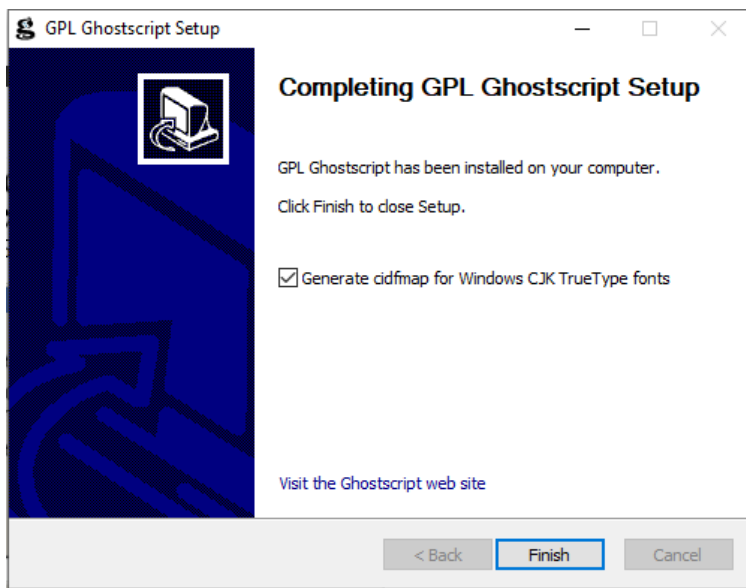 GPL Ghostscript Setup
Completing GPL Ghostscript Setup
GPL Ghostscript has been installed on your computer.
Click Finish to close Setup.
Generate cidfmap for Windows CJK TrueType fonts
Visit the Ghostscript web site
< Back Finish Cancel